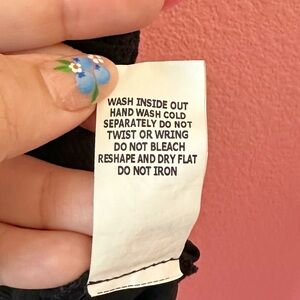 WASH INSIDE OUT
HAND WASH COLD
SEPARATELY DO NOT
TWIST OR WRING
DO NOT BLEACH
RESHAPE AND DRY FLAT
DO NOT IRON